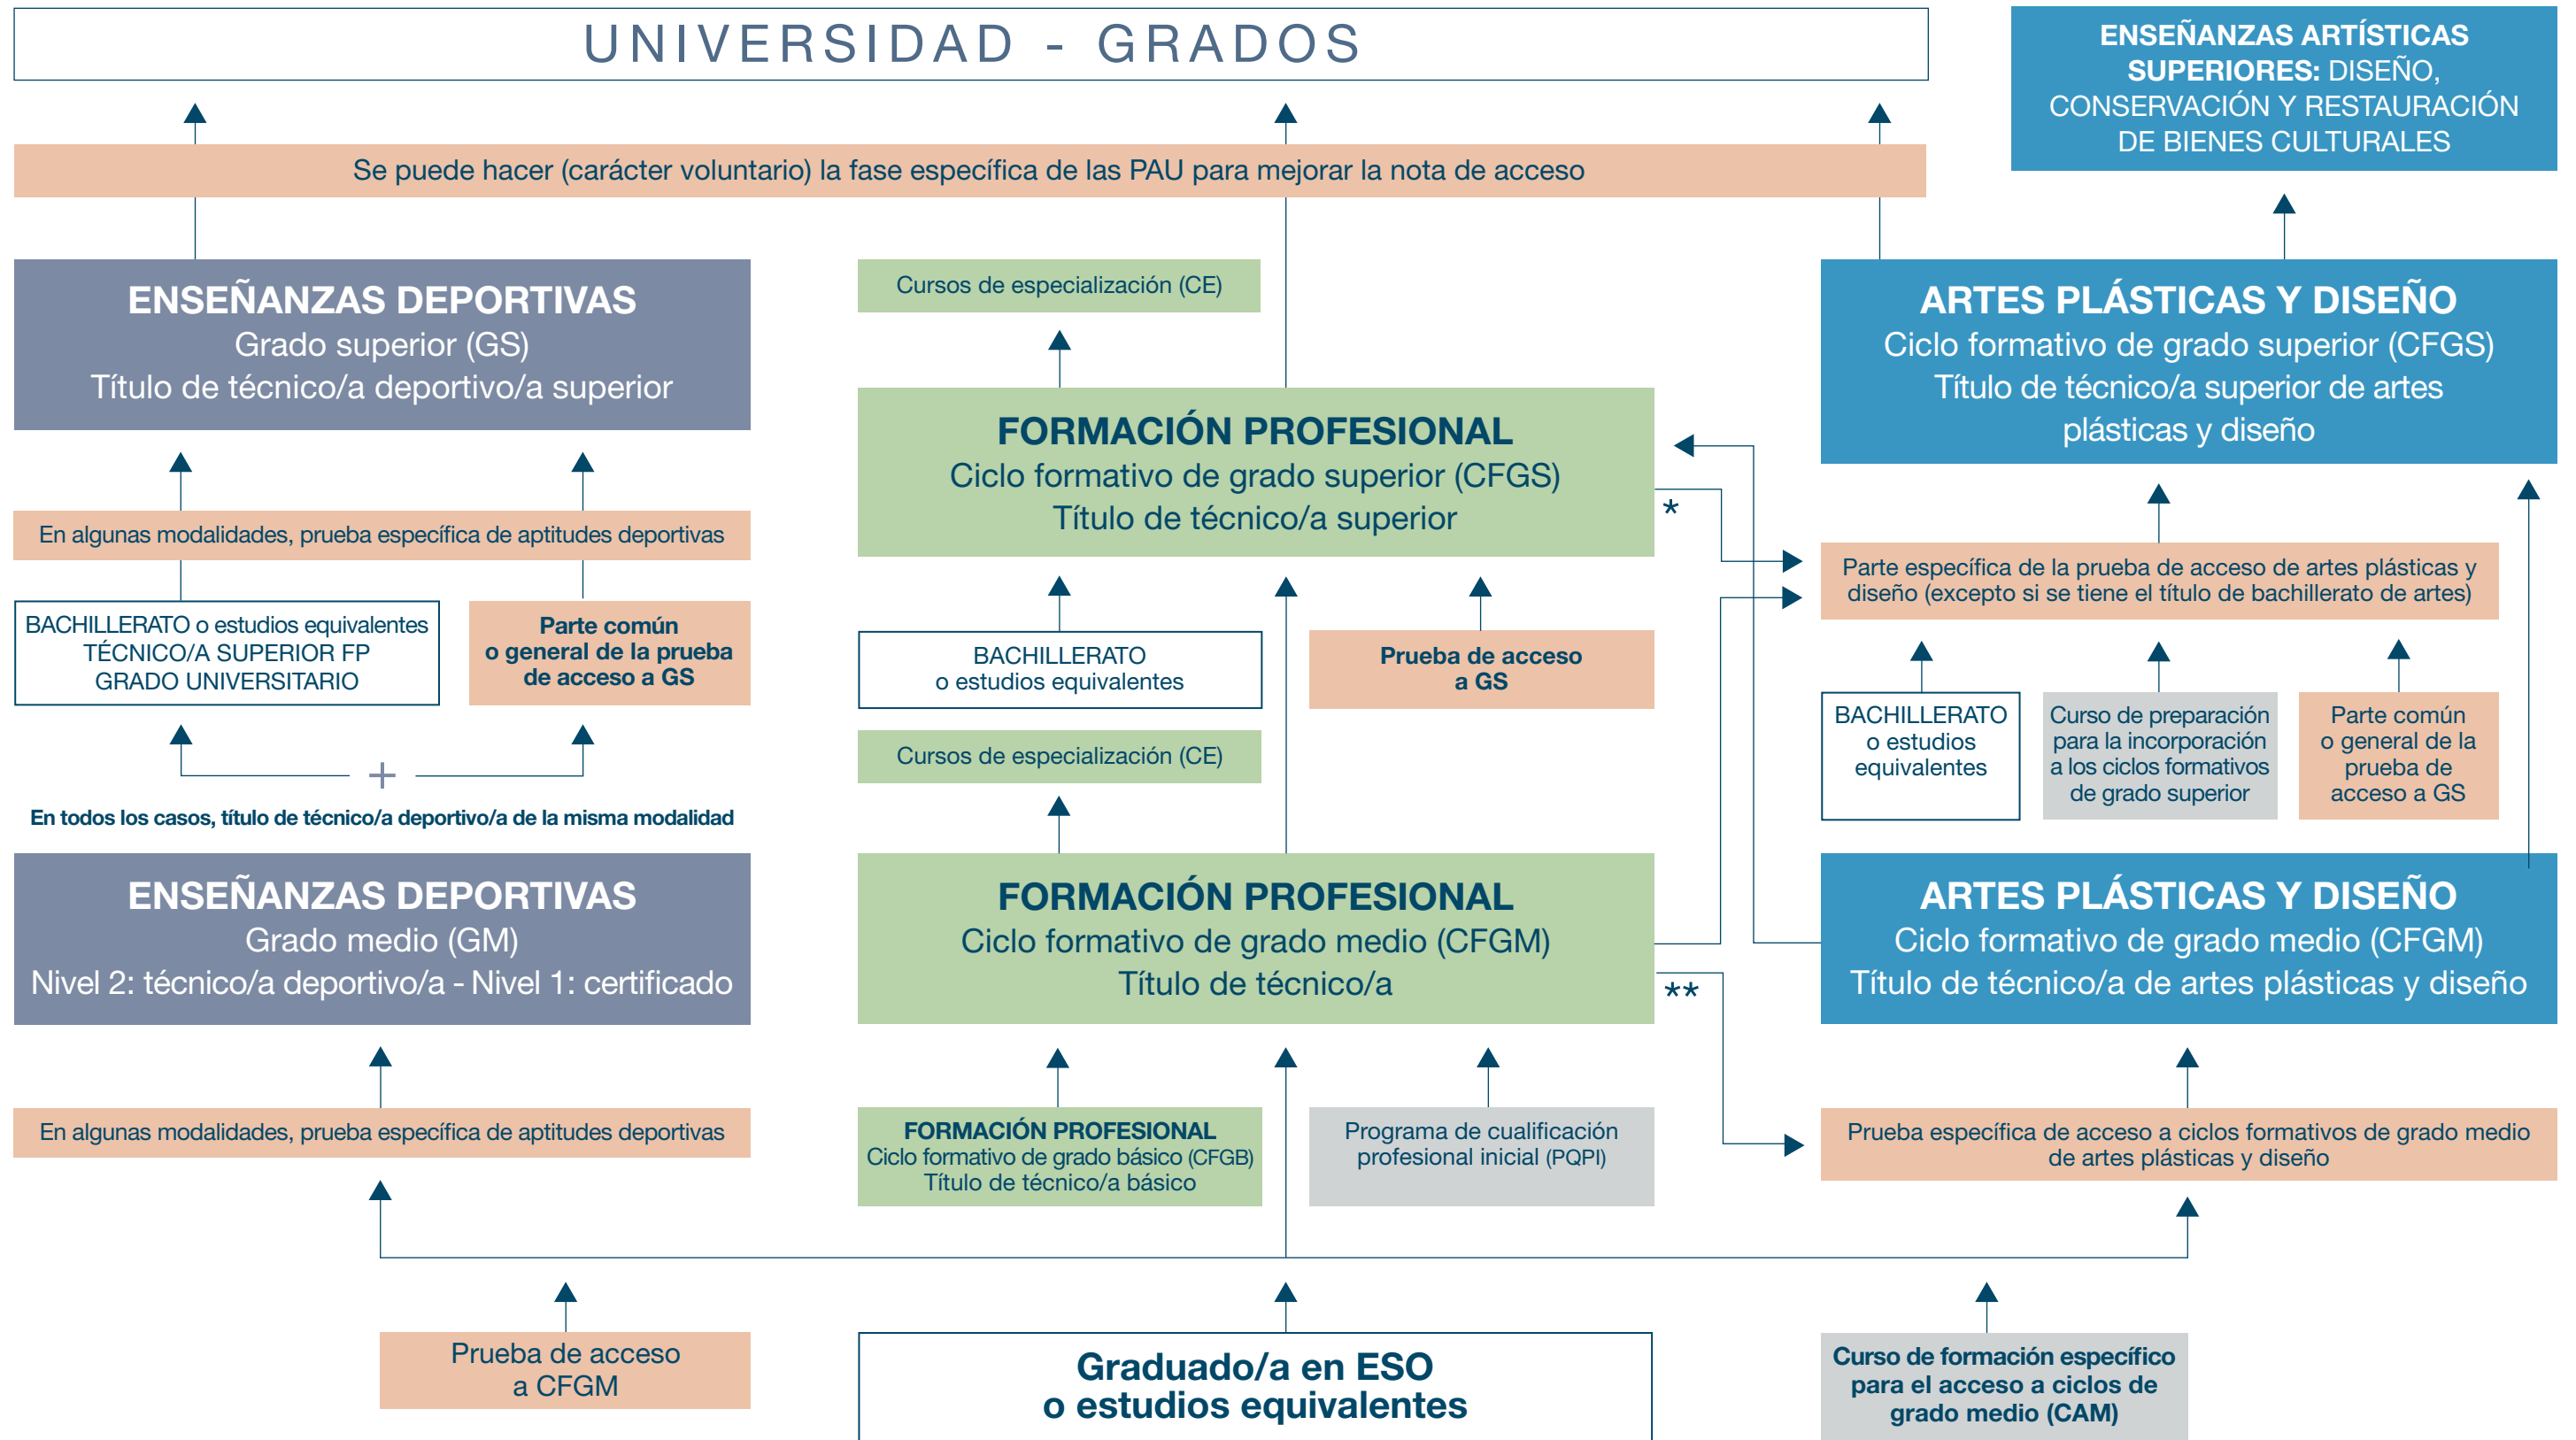 UNIVERSIDAD - GRADOS
ENSEÑANZAS ARTÍSTICAS
SUPERIORES: DISEÑO,
CONSERVACIÓN Y RESTAURACIÓN
DE BIENES CULTURALES
Se puede hacer (carácter voluntario) la fase específica de las PAU para mejorar la nota de acceso
ENSEÑANZAS DEPORTIVAS
Grado superior (GS)
Título de técnico/a deportivo/a superior
Cursos de especialización (CE)
ARTES PLÁSTICAS Y DISEÑO
Ciclo formativo de grado superior (CFGS)
Título de técnico/a superior de artes
plásticas y diseño
FORMACIÓN PROFESIONAL
Ciclo formativo de grado superior (CFGS)
Título de técnico/a superior
*
En algunas modalidades, prueba específica de aptitudes deportivas
Parte específica de la prueba de acceso de artes plásticas y
diseño (excepto si se tiene el título de bachillerato de artes)
BACHILLERATO o estudios equivalentes
TÉCNICO/A SUPERIOR FP
GRADO UNIVERSITARIO
Parte común
o general de la prueba
de acceso a GS
BACHILLERATO
o estudios equivalentes
Prueba de acceso
a GS
BACHILLERATO
o estudios
equivalentes
Curso de preparación
para la incorporación
a los ciclos formativos
de grado superior
Parte común
o general de la
prueba de
acceso a GS
Cursos de especialización (CE)
+
En todos los casos, título de técnico/a deportivo/a de la misma modalidad
ENSEÑANZAS DEPORTIVAS
Grado medio (GM)
Nivel 2: técnico/a deportivo/a - Nivel 1: certificado
FORMACIÓN PROFESIONAL
Ciclo formativo de grado medio (CFGM)
Título de técnico/a
**
ARTES PLÁSTICAS Y DISEÑO
Ciclo formativo de grado medio (CFGM)
Título de técnico/a de artes plásticas y diseño
En algunas modalidades, prueba específica de aptitudes deportivas
FORMACIÓN PROFESIONAL
Ciclo formativo de grado básico (CFGB)
Título de técnico/a básico
Programa de cualificación
profesional inicial (PQPI)
Prueba específica de acceso a ciclos formativos de grado medio
de artes plásticas y diseño
Prueba de acceso
a CFGM
Graduado/a en ESO
o estudios equivalentes
Curso de formación específico
para el acceso a ciclos de
grado medio (CAM)